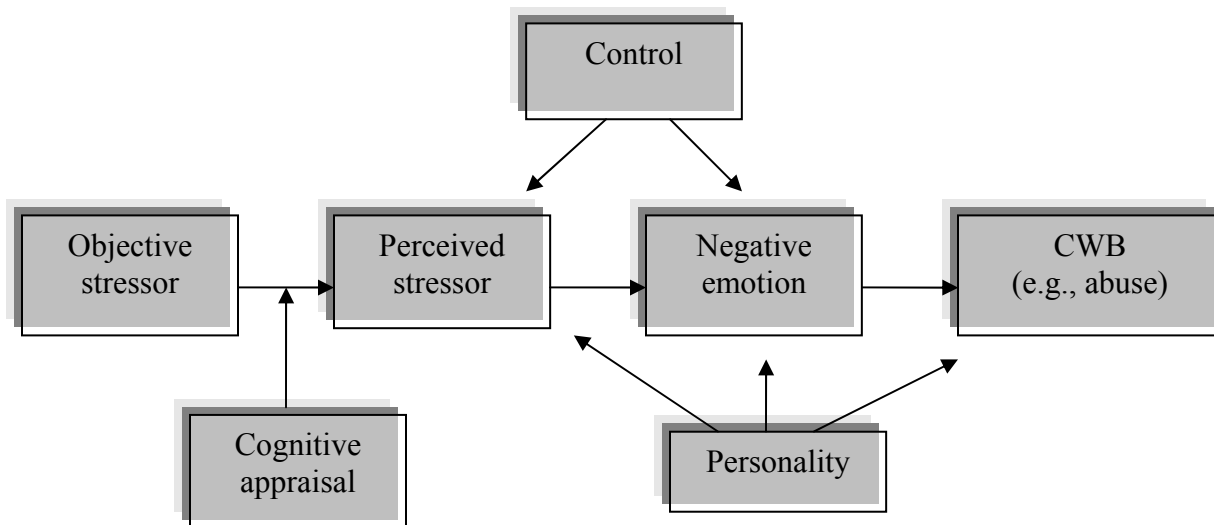 Control
Objective
stressor
Perceived
stressor
Negative
emotion
CWB
(e.g., abuse)
Cognitive
appraisal
Personality